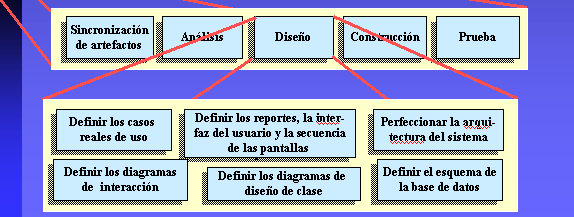 Sincronización
de artefactos
Análisis
Diseño
Construcción
Prueba
Definir los casos
reales de uso
Definir los reportes, la inter-
faz del usuario y la secuencia
de las pantallas
Perfeccionar la arqui-
tectura del sistema
Definir los diagramas
de interacción
Definir los diagramas de
diseño de clase
Definir el esquema de
la base de datos